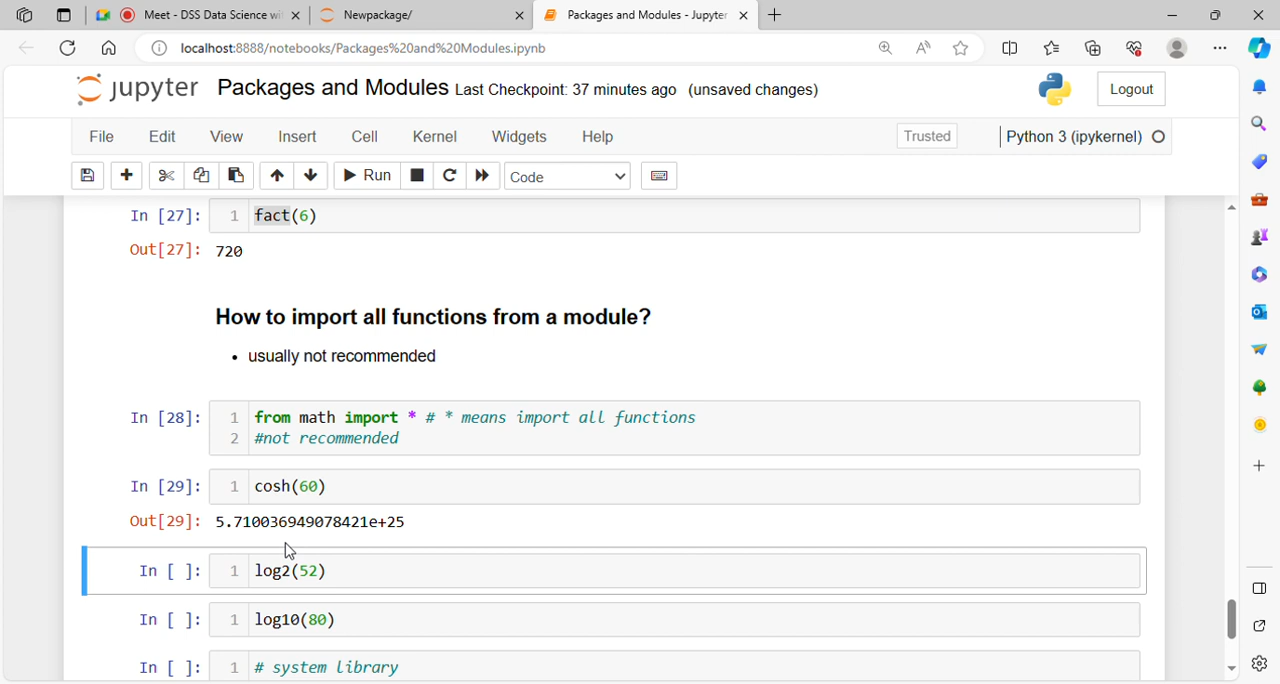 Meet - DSS Data Science wi
Newpackage/
Packages and Modules - Jupyter
localhost:8888/notebooks/Packages%20and%20Modules.ipynb
jupyter Packages and Modules Last Checkpoint: 37 minutes ago (unsaved changes)
Logout
File Edit View Insert Cell Kernel Widgets Help
Trusted
Python 3 (ipykernel)
Run
Code
In [27]: 1 fact(6)
Out[27]: 720
How to import all functions from a module?
• usually not recommended
In [28]: 1 from math import * # * means import all functions
2 #not recommended
In [29]: 1 cosh(60)
Out[29]: 5.710036949078421e+25
In [ ]: 1 log2(52)
In [ ]: 1 log10(80)
In [ ]: 1 # system library